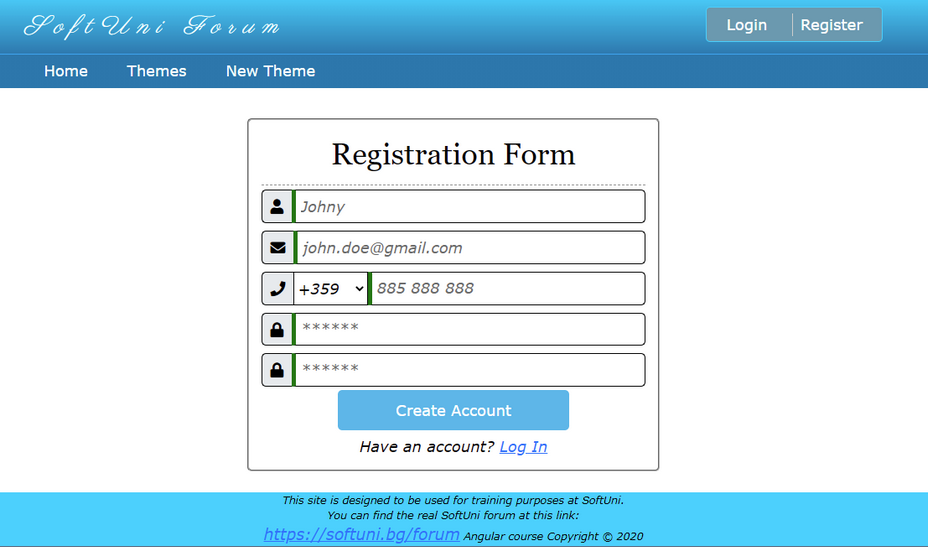 SoftUni Forum
Login Register
Home Themes New Theme
Registration Form
Johny
john.doe@gmail.com
+359 885 888 888
******
******
Create Account
Have an account? Log In
This site is designed to be used for training purposes at SoftUni.
You can find the real SoftUni forum at this link:
https://softuni.bg/forum Angular course Copyright © 2020